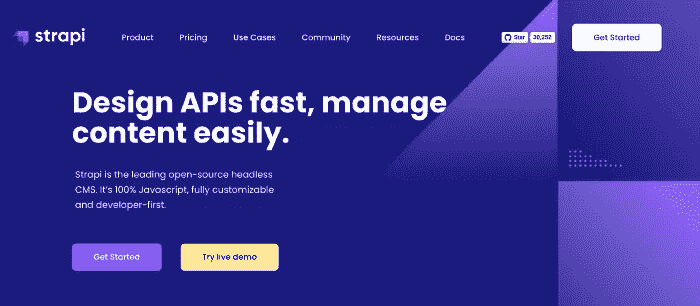 strapi Product Pricing Use Cases Community Resources Docs Star 30,252 Get Started
Design APIs fast, manage
content easily.
Strapi is the leading open-source headless
CMS. It's 100% Javascript, fully customizable
and developer-first.
Get Started Try live demo